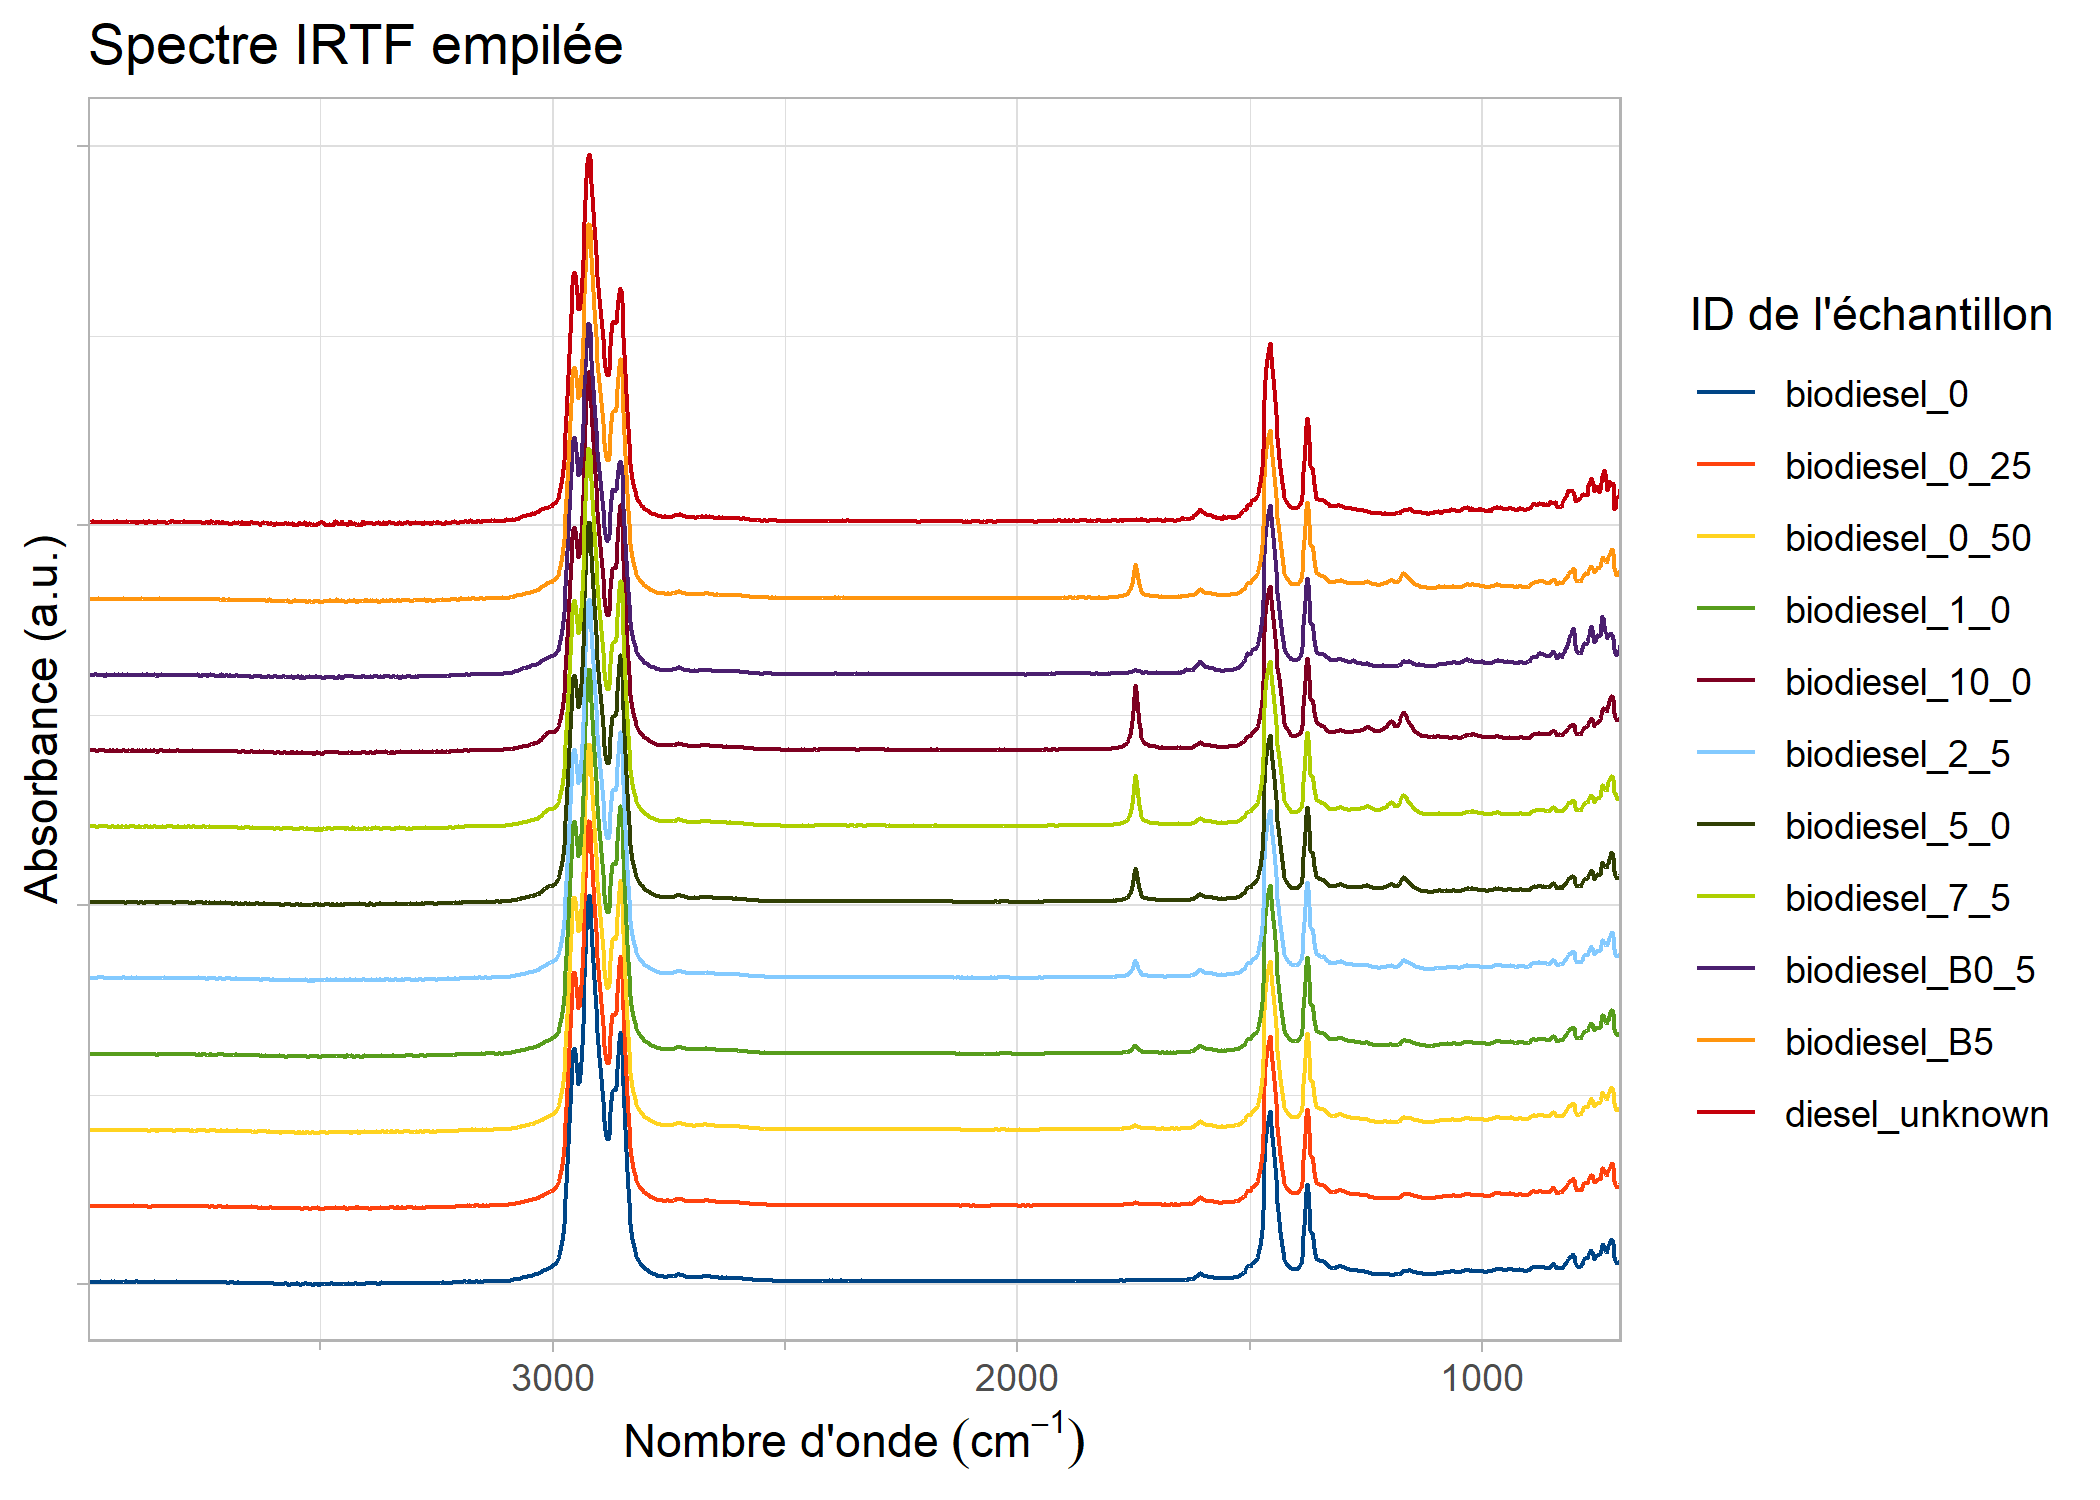 Spectre IRTF empilée
Absorbance (a.u.)
3000
2000
1000
Nombre d'onde (cm⁻¹)
ID de l'échantillon
biodiesel_0
biodiesel_0_25
biodiesel_0_50
biodiesel_1_0
biodiesel_10_0
biodiesel_2_5
biodiesel_5_0
biodiesel_7_5
biodiesel_B0_5
biodiesel_B5
diesel_unknown